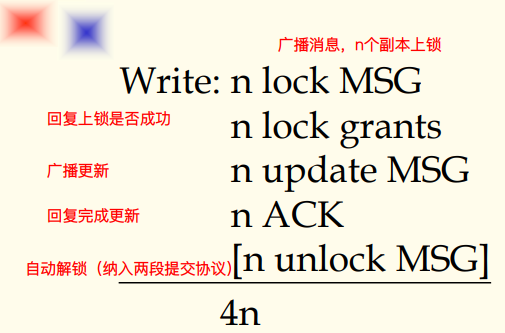 广播消息，n个副本上锁
Write: n lock MSG
回复上锁是否成功
n lock grants
广播更新
n update MSG
回复完成更新
n ACK
自动解锁（纳入两段提交协议）
[n unlock MSG]
4n